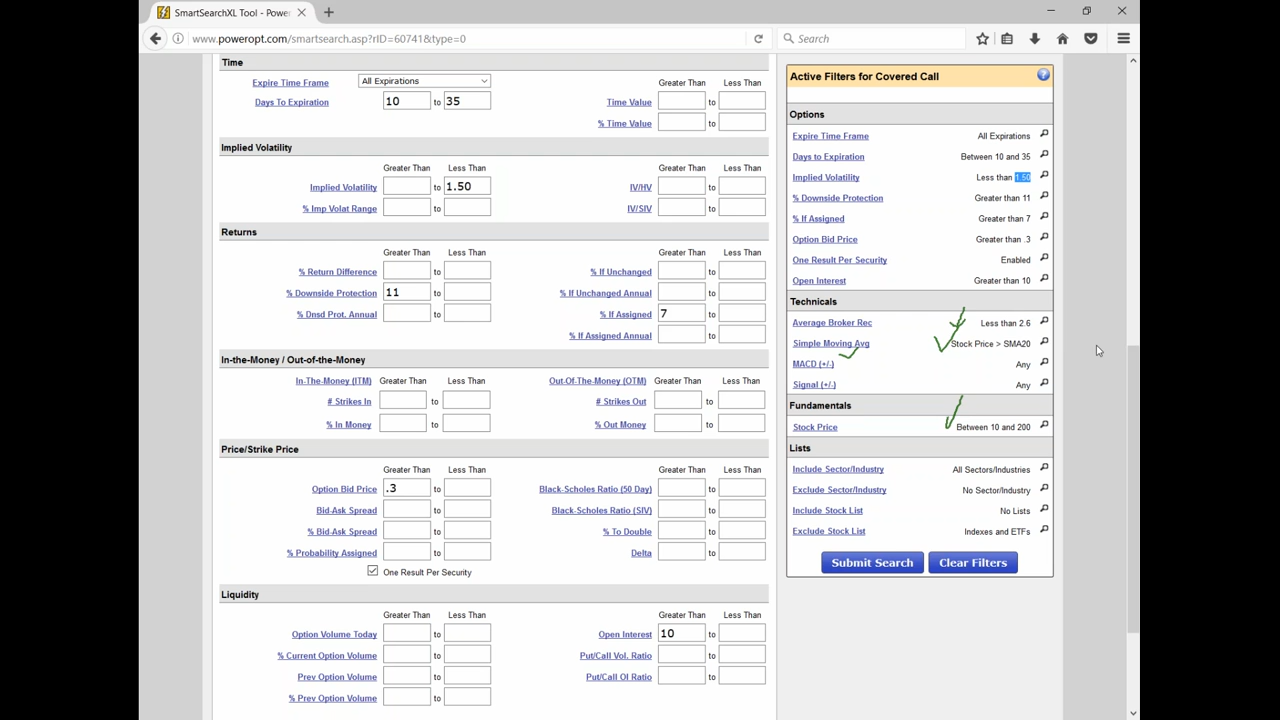 SmartSearchXL Tool - Power
www.poweropt.com/smartsearch.asp?rID=60741&type=0
Search
Time
Expire Time Frame All Expirations Greater Than Less Than
Days To Expiration 10 to 35 Time Value to
% Time Value to
Implied Volatility
Greater Than Less Than Greater Than Less Than
Implied Volatility to 1.50 IV/HV to
% Imp Volat Range to IV/SIV to
Returns
Greater Than Less Than Greater Than Less Than
% Return Difference to % If Unchanged to
% Downside Protection 11 to % If Unchanged Annual to
% Dnsd Prot. Annual to % If Assigned 7 to
% If Assigned Annual to
In-the-Money / Out-of-the-Money
In-The-Money (ITM) Greater Than Less Than Out-Of-The-Money (OTM) Greater Than Less Than
# Strikes In to # Strikes Out to
% In Money to % Out Money to
Price/Strike Price
Greater Than Less Than Greater Than Less Than
Option Bid Price .3 to Black-Scholes Ratio (50 Day) to
Bid-Ask Spread to Black-Scholes Ratio (SIV) to
% Bid-Ask Spread to % To Double to
% Probability Assigned to Delta to
One Result Per Security
Liquidity
Greater Than Less Than Greater Than Less Than
Option Volume Today to Open Interest 10 to
% Current Option Volume to Put/Call Vol. Ratio to
Prev Option Volume to Put/Call OI Ratio to
% Prev Option Volume to
Active Filters for Covered Call ?
Options
Expire Time Frame All Expirations
Days to Expiration Between 10 and 35
Implied Volatility Less than 1.50
% Downside Protection Greater than 11
% If Assigned Greater than 7
Option Bid Price Greater than .3
One Result Per Security Enabled
Open Interest Greater than 10
Technicals
Average Broker Rec Less than 2.6
Simple Moving Avg Stock Price > SMA20
MACD (+/-) Any
Signal (+/-) Any
Fundamentals
Stock Price Between 10 and 200
Lists
Include Sector/Industry All Sectors/Industries
Exclude Sector/Industry No Sector/Industry
Include Stock List No Lists
Exclude Stock List Indexes and ETFs
Submit Search Clear Filters